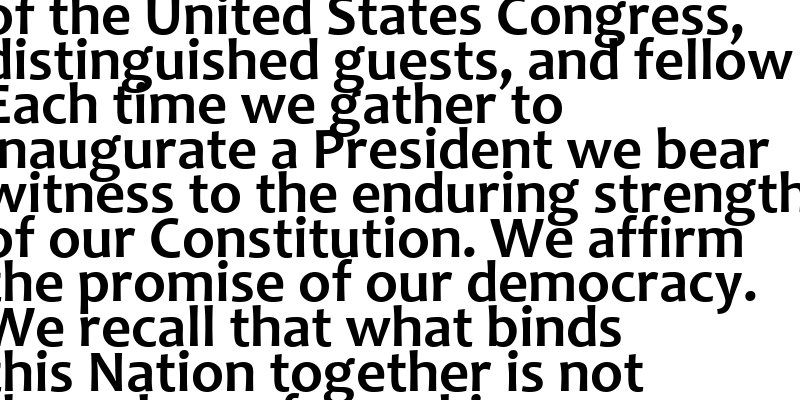 of the United States Congress,
distinguished guests, and fellow
Each time we gather to
inaugurate a President we bear
witness to the enduring strength
of our Constitution. We affirm
the promise of our democracy.
We recall that what binds
this Nation together is not